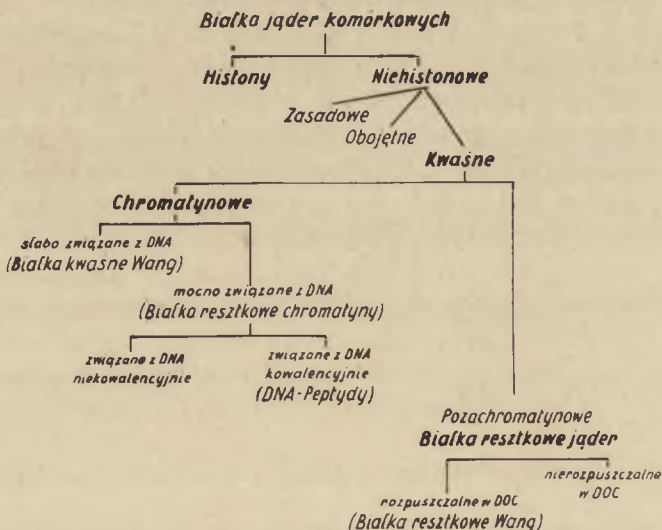 Białka jąder komórkowych
Histony
Niehistonowe
Zasadowe
Obojętne
Kwaśne
Chromatynowe
słabo związane z DNA
(Białka kwasne Wang)
mocno związane z DNA
(Białka resztkowe chromatyny)
związane z DNA
niekowalencyjnie
związane z DNA
kowalencyjnie
(DNA-Peptydy)
Pozachromatynowe
Białka resztkowe jąder
rozpuszczalne w DOC
(Białka resztkowe Wang)
nierozpuszczalne
w DOC